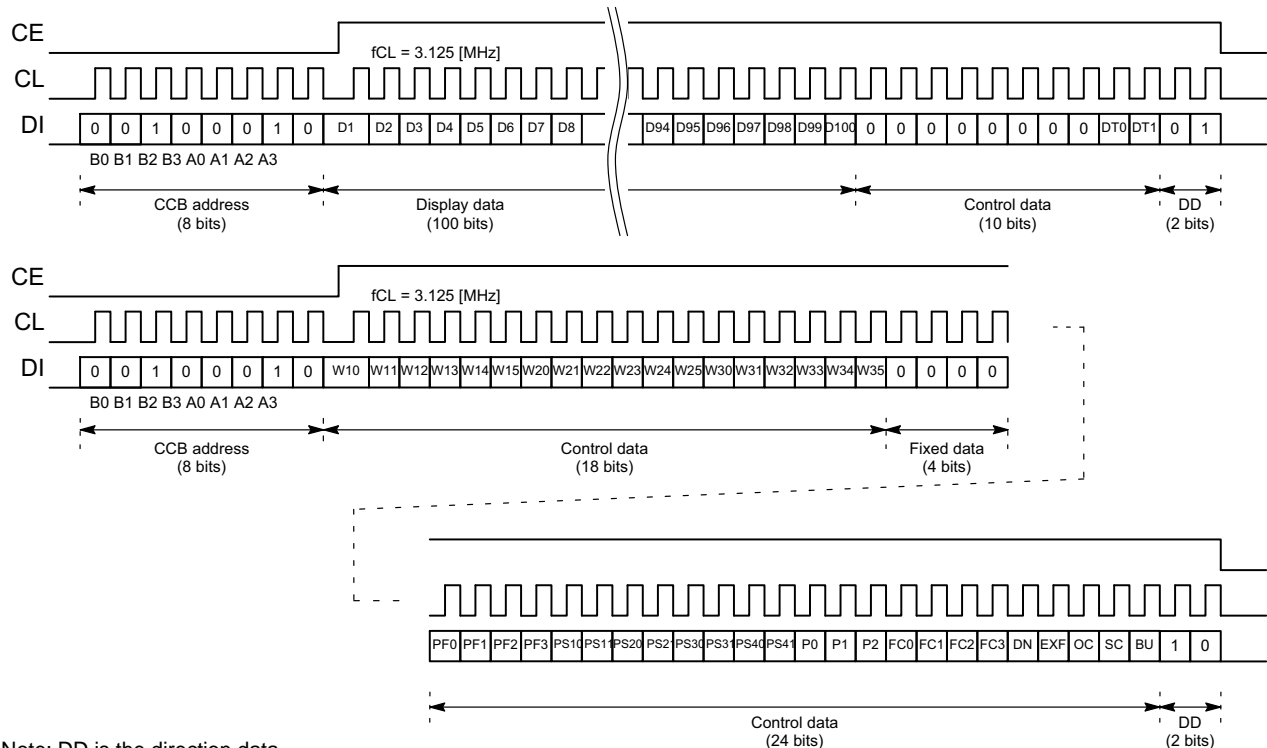 CE
fCL = 3.125 [MHz]
CL
DI 0 0 1 0 0 0 1 0 D1 D2 D3 D4 D5 D6 D7 D8 D94 D95 D96 D97 D98 D99 D100 0 0 0 0 0 0 0 0 DT0 DT1 0 1
B0 B1 B2 B3 A0 A1 A2 A3
CCB address Display data Control data DD
(8 bits) (100 bits) (10 bits) (2 bits)
CE
fCL = 3.125 [MHz]
CL
DI 0 0 1 0 0 0 1 0 W10 W11 W12 W13 W14 W15 W20 W21 W22 W23 W24 W25 W30 W31 W32 W33 W34 W35 0 0 0 0
B0 B1 B2 B3 A0 A1 A2 A3
CCB address Control data Fixed data
(8 bits) (18 bits) (4 bits)
PF0 PF1 PF2 PF3 PS10 PS11 PS20 PS21 PS30 PS31 PS40 PS41 P0 P1 P2 FC0 FC1 FC2 FC3 DN EXF OC SC BU 1 0
Control data DD
(24 bits) (2 bits)
Note: DD is the direction data